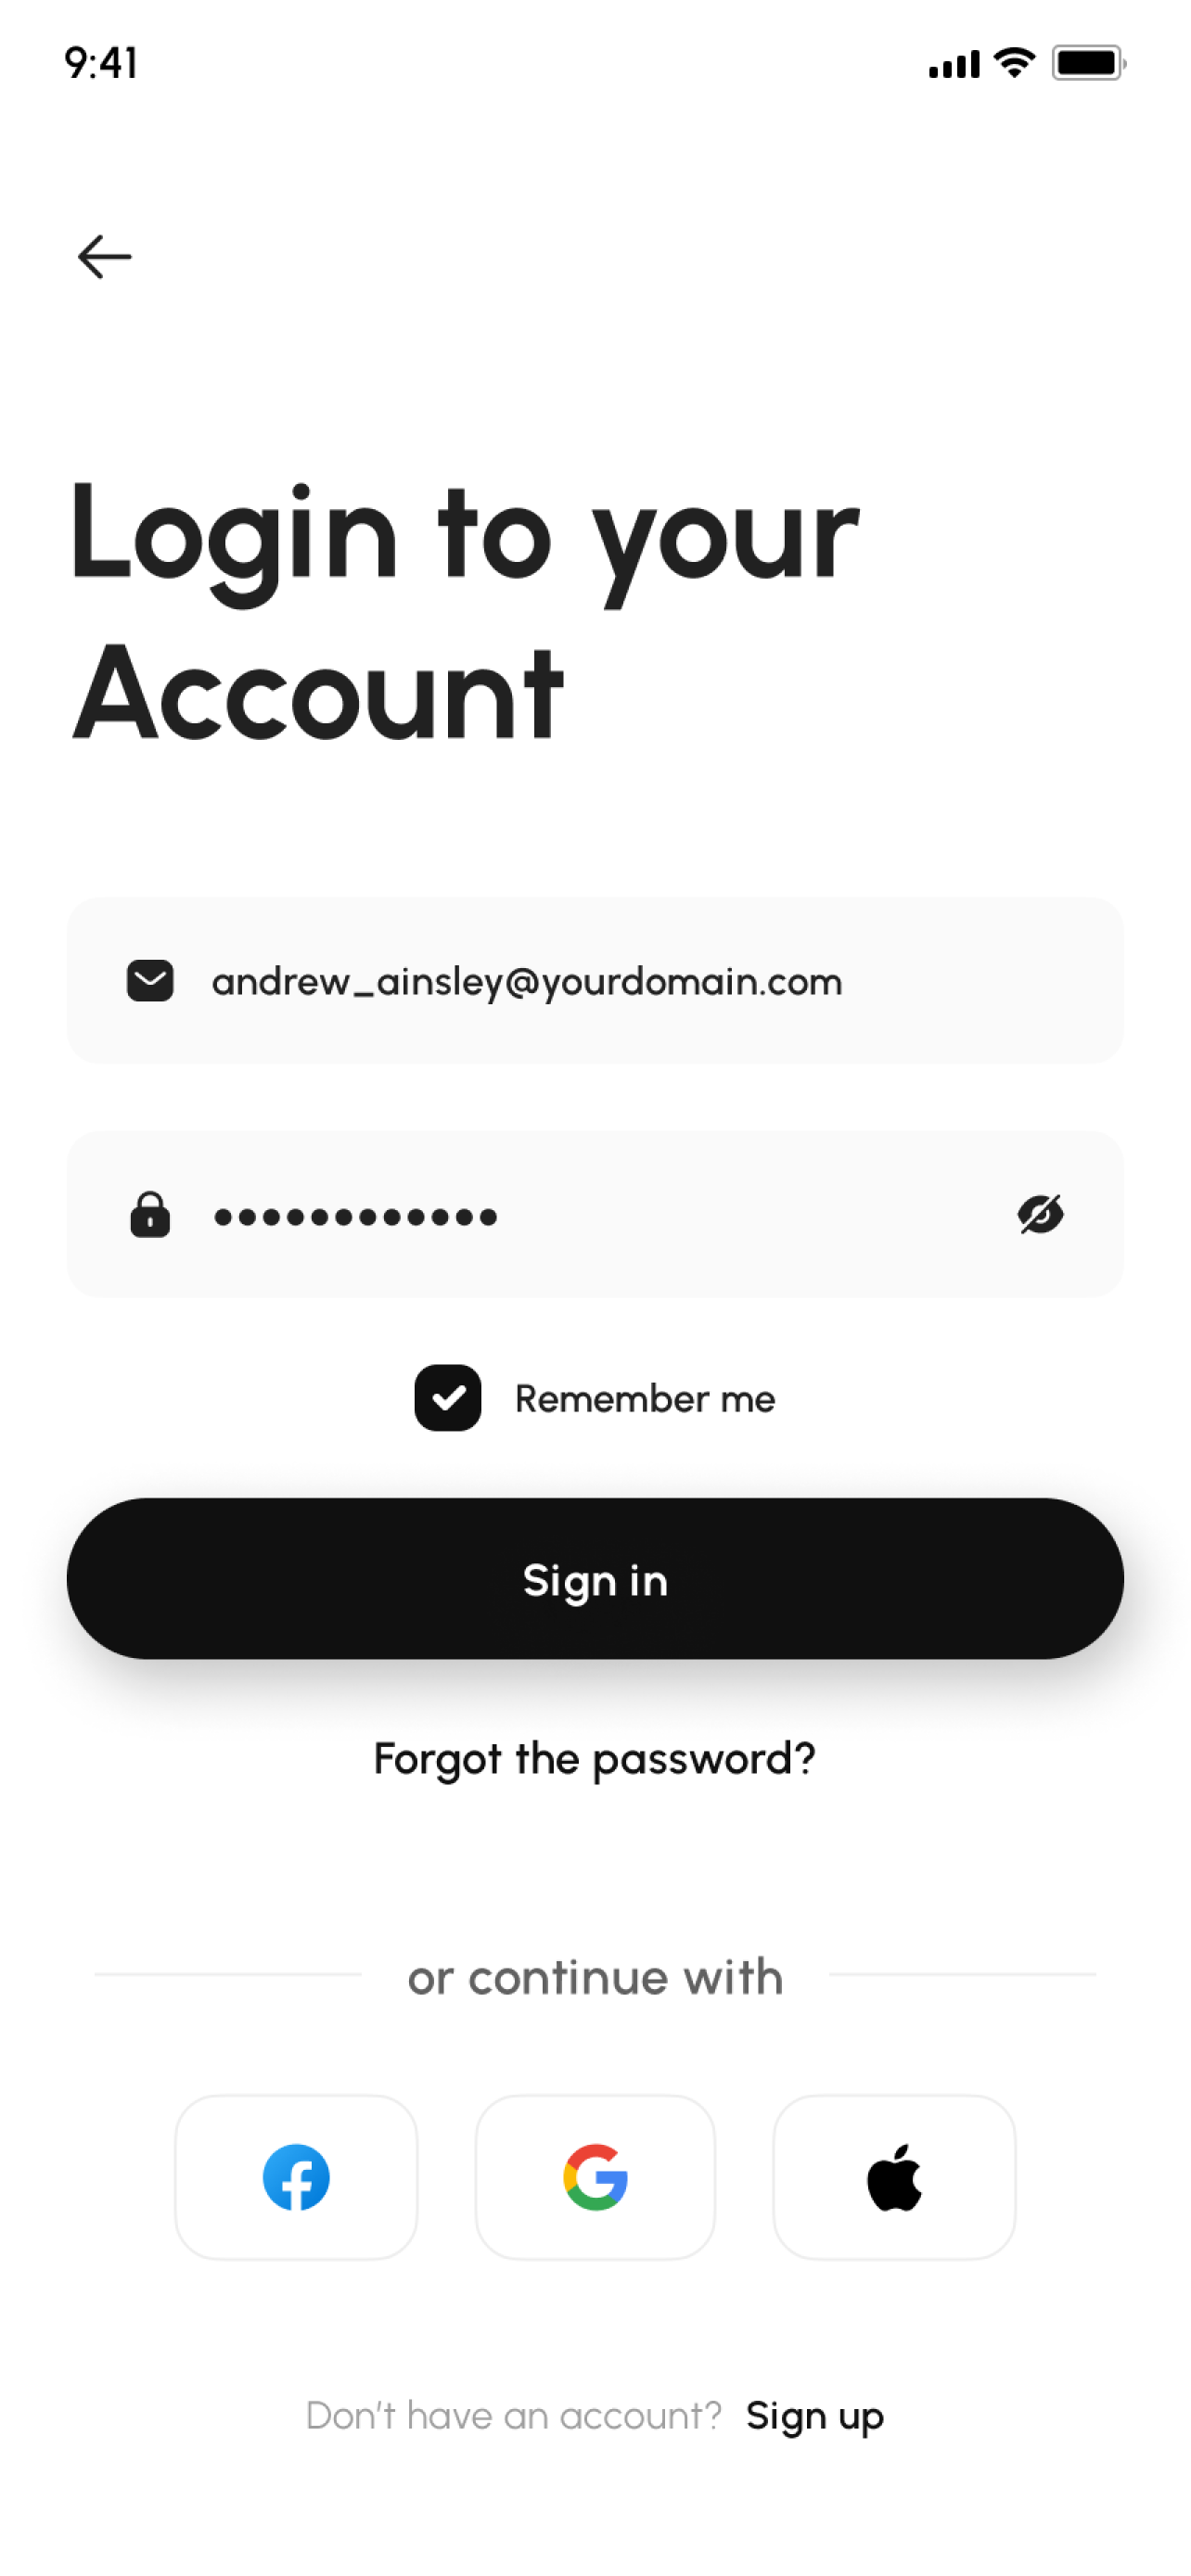 9:41
Login to your
Account
andrew_ainsley@yourdomain.com
••••••••••••
Remember me
Sign in
Forgot the password?
or continue with
Don't have an account? Sign up